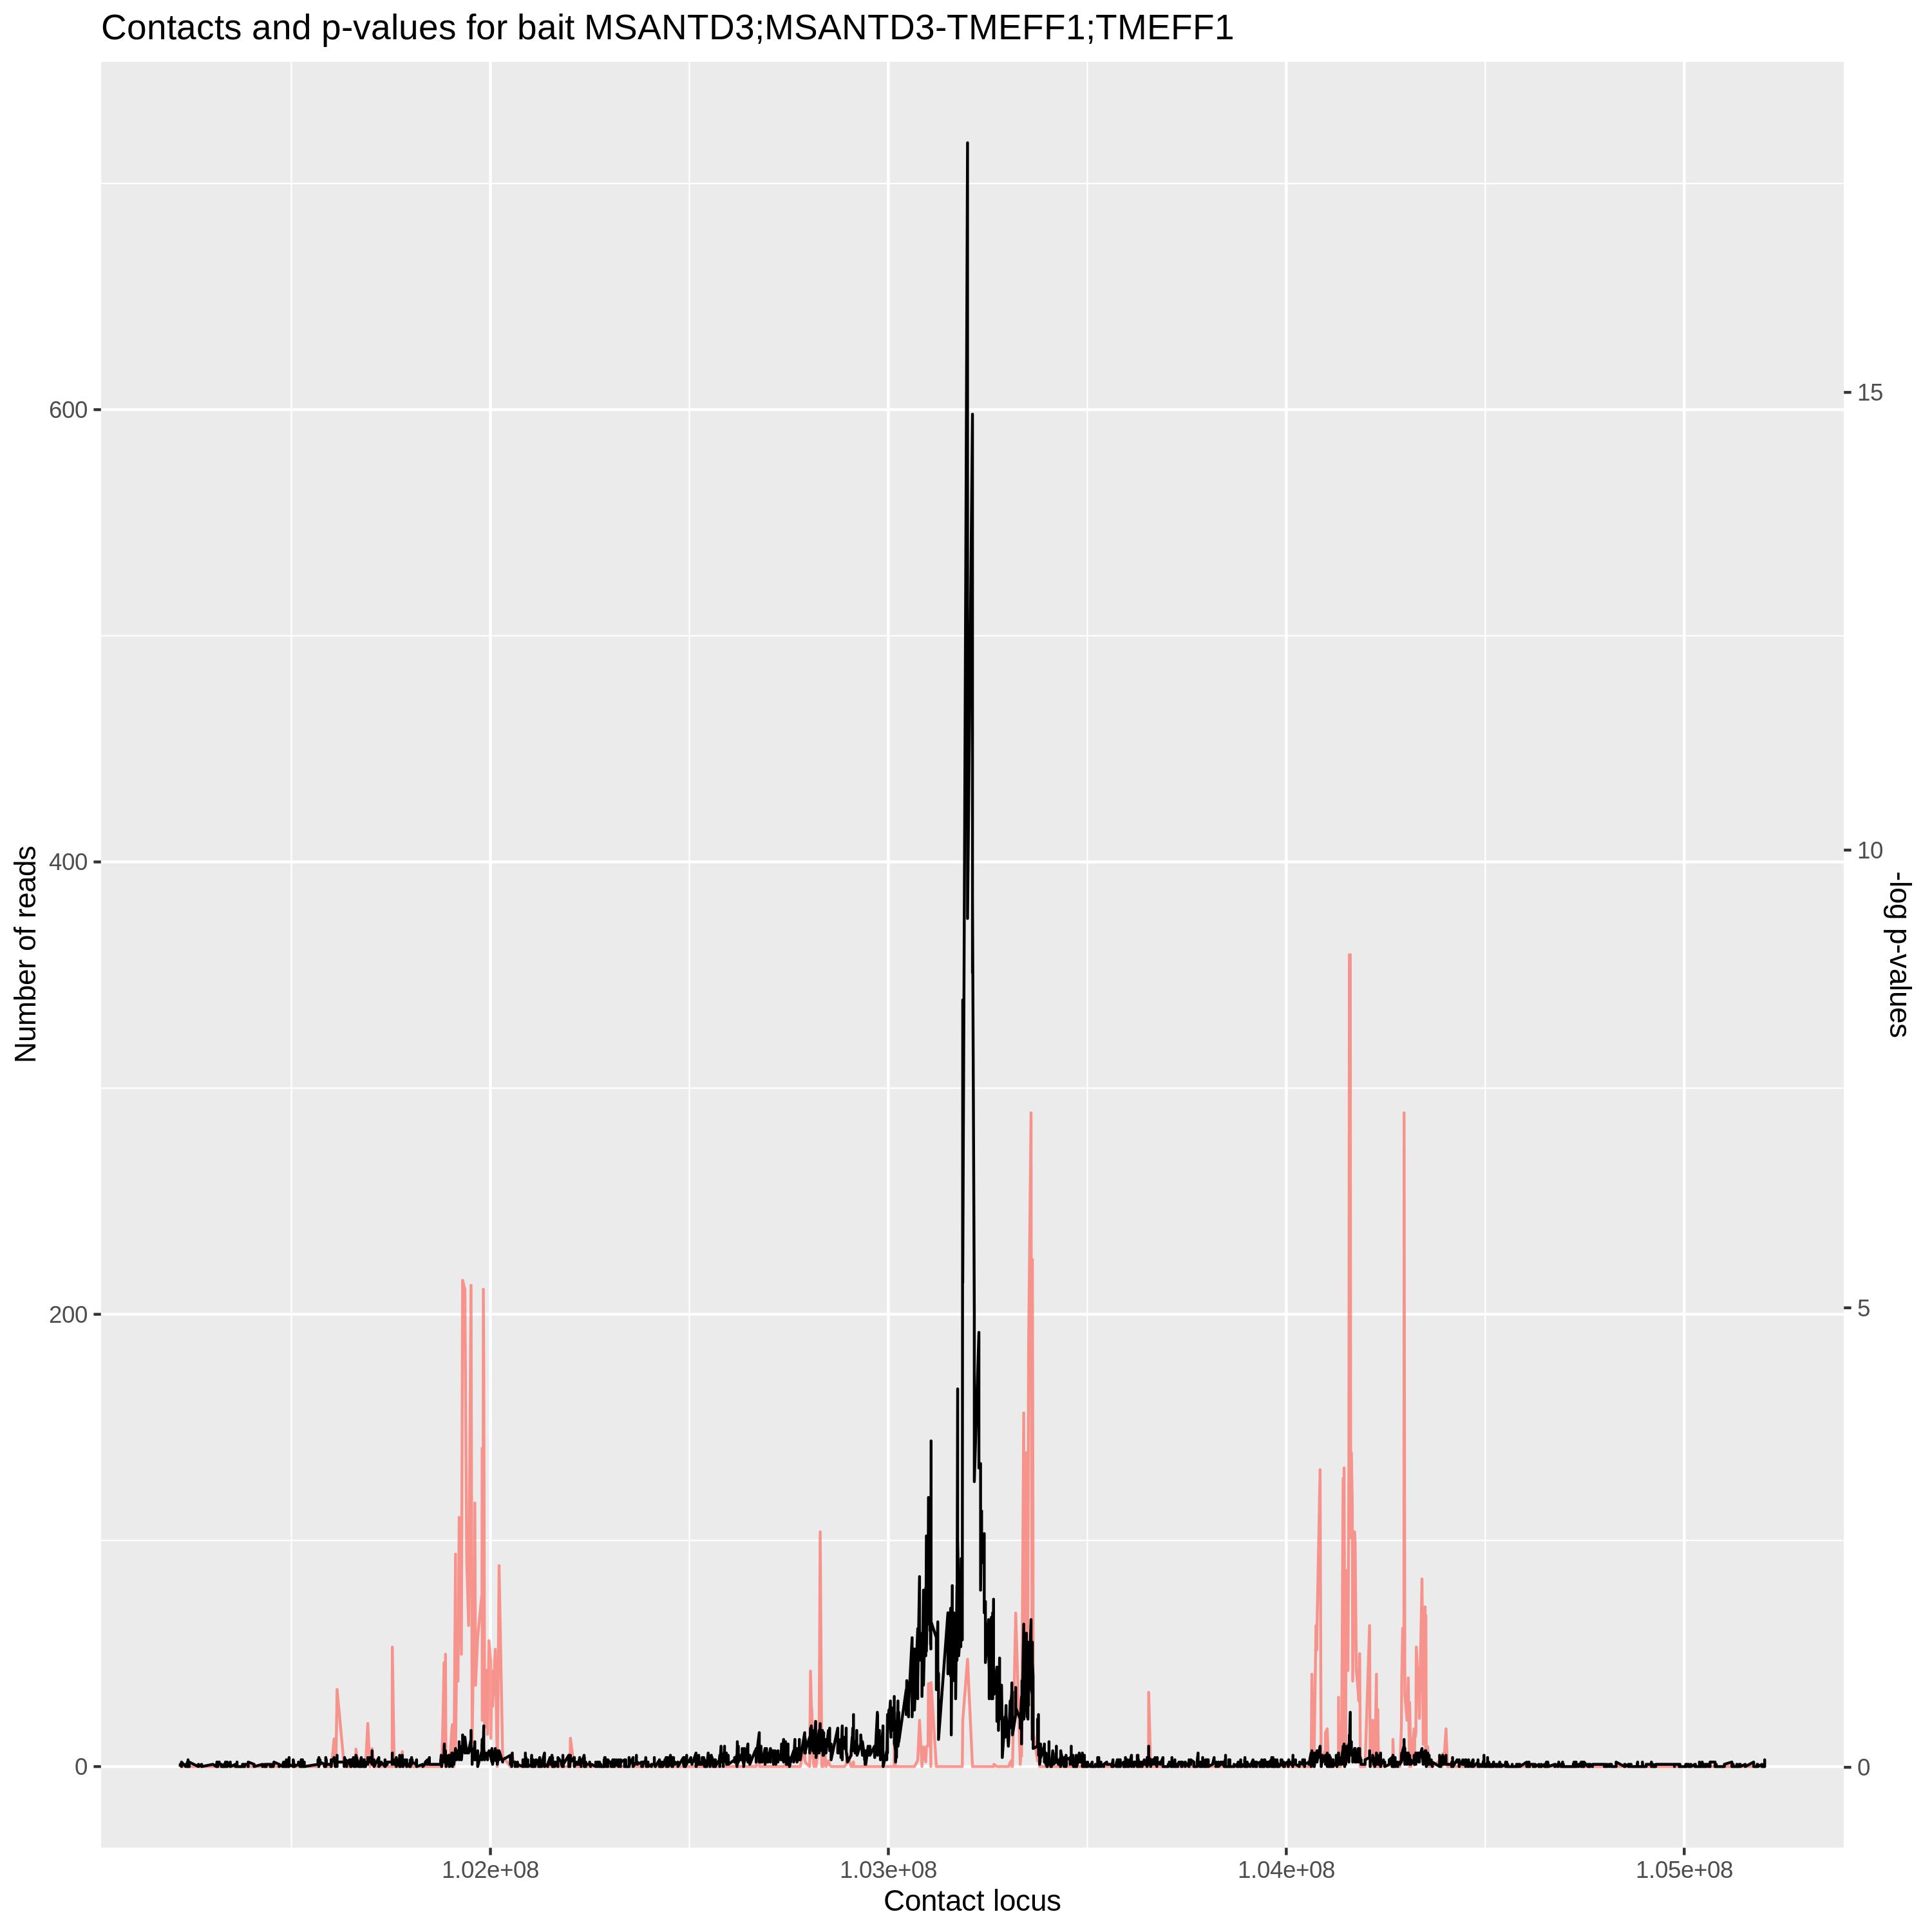 Contacts and p-values for bait MSANTD3;MSANTD3-TMEFF1;TMEFF1
600
400
200
0
Number of reads
15
10
5
0
-log p-values
1.02e+08 1.03e+08 1.04e+08 1.05e+08
Contact locus